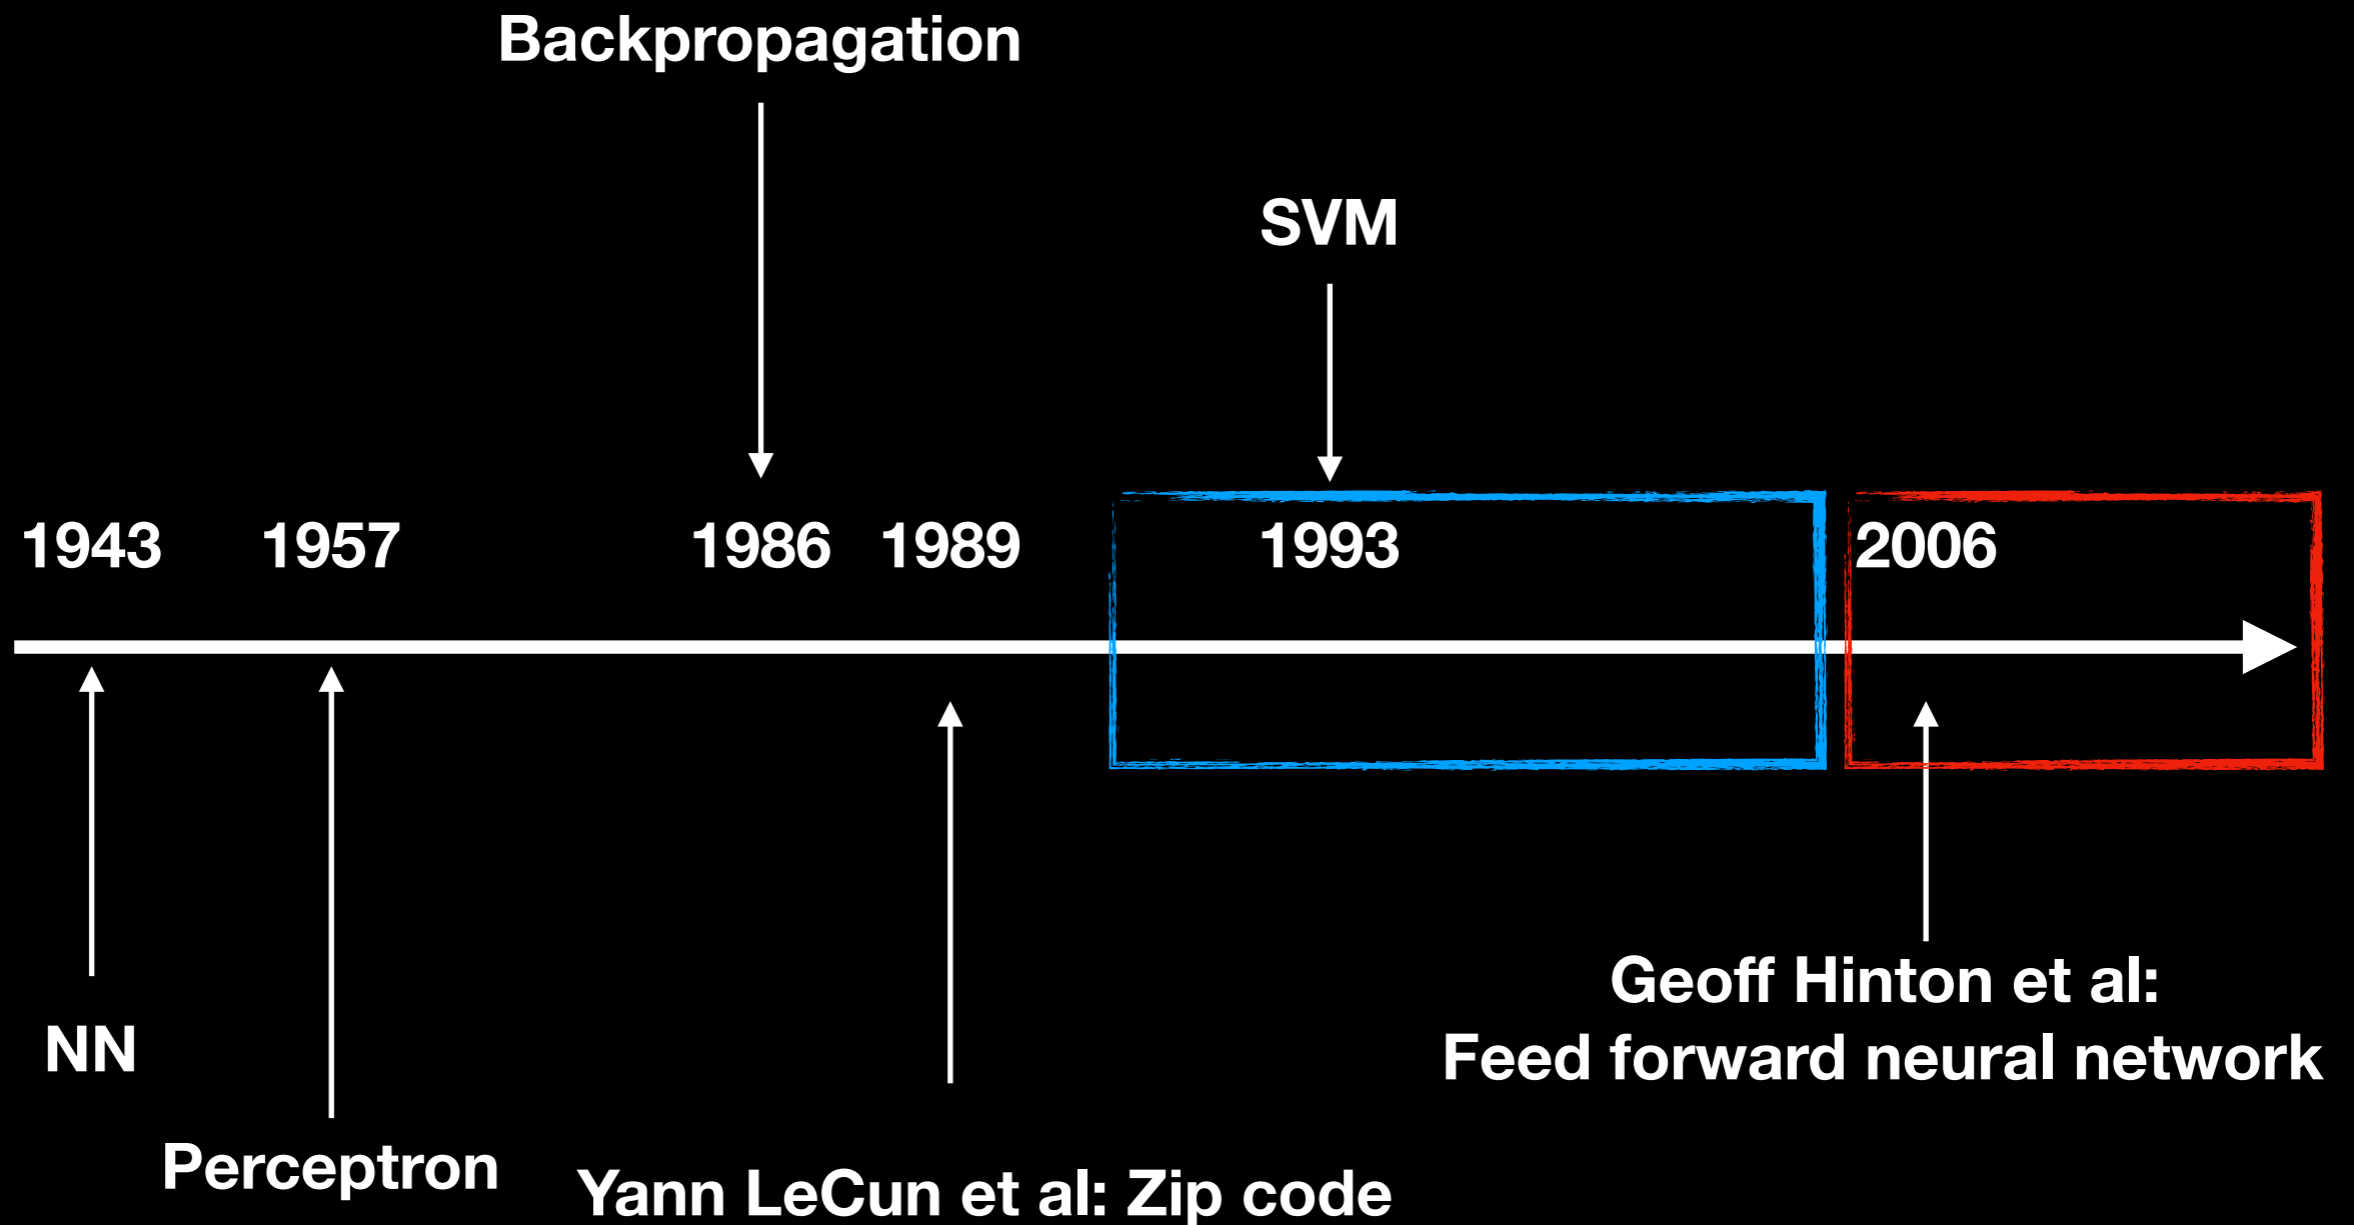 Backpropagation
SVM
1943 1957 1986 1989 1993 2006
NN
Perceptron
Yann LeCun et al: Zip code
Geoff Hinton et al:
Feed forward neural network